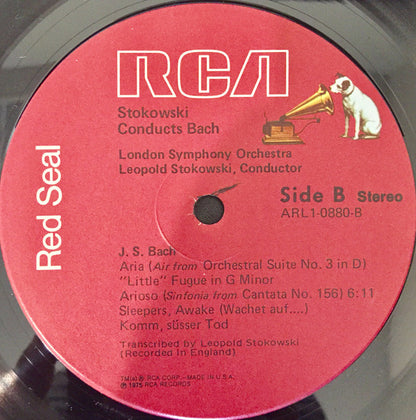 RCA
Stokowski
Conducts Bach
London Symphony Orchestra
Leopold Stokowski, Conductor
Red Seal
Side B Stereo
ARL1-0880-B
J. S. Bach
Aria (Air from Orchestral Suite No. 3 in D)
"Little" Fugue in G Minor
Arioso (Sinfonia from Cantata No. 156) 6:11
Sleepers, Awake (Wachet auf....)
Komm, süsser Tod
Transcribed by Leopold Stokowski
(Recorded in England)
TM(s) ® RCA CORP.—MADE IN U.S.A.
℗ 1975 RCA RECORDS